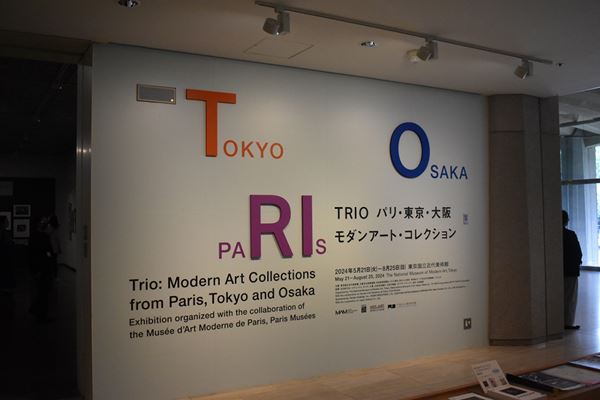 TOKYO
OSAKA
PARIS
TRIO パリ・東京・大阪
モダンアート・コレクション
2024年5月21日(火)―8月25日(日) 東京国立近代美術館
May 21 – August 25, 2024 The National Museum of Modern Art, Tokyo
Trio: Modern Art Collections
from Paris, Tokyo and Osaka
Exhibition organized with the collaboration of
the Musée d'Art Moderne de Paris, Paris Musées